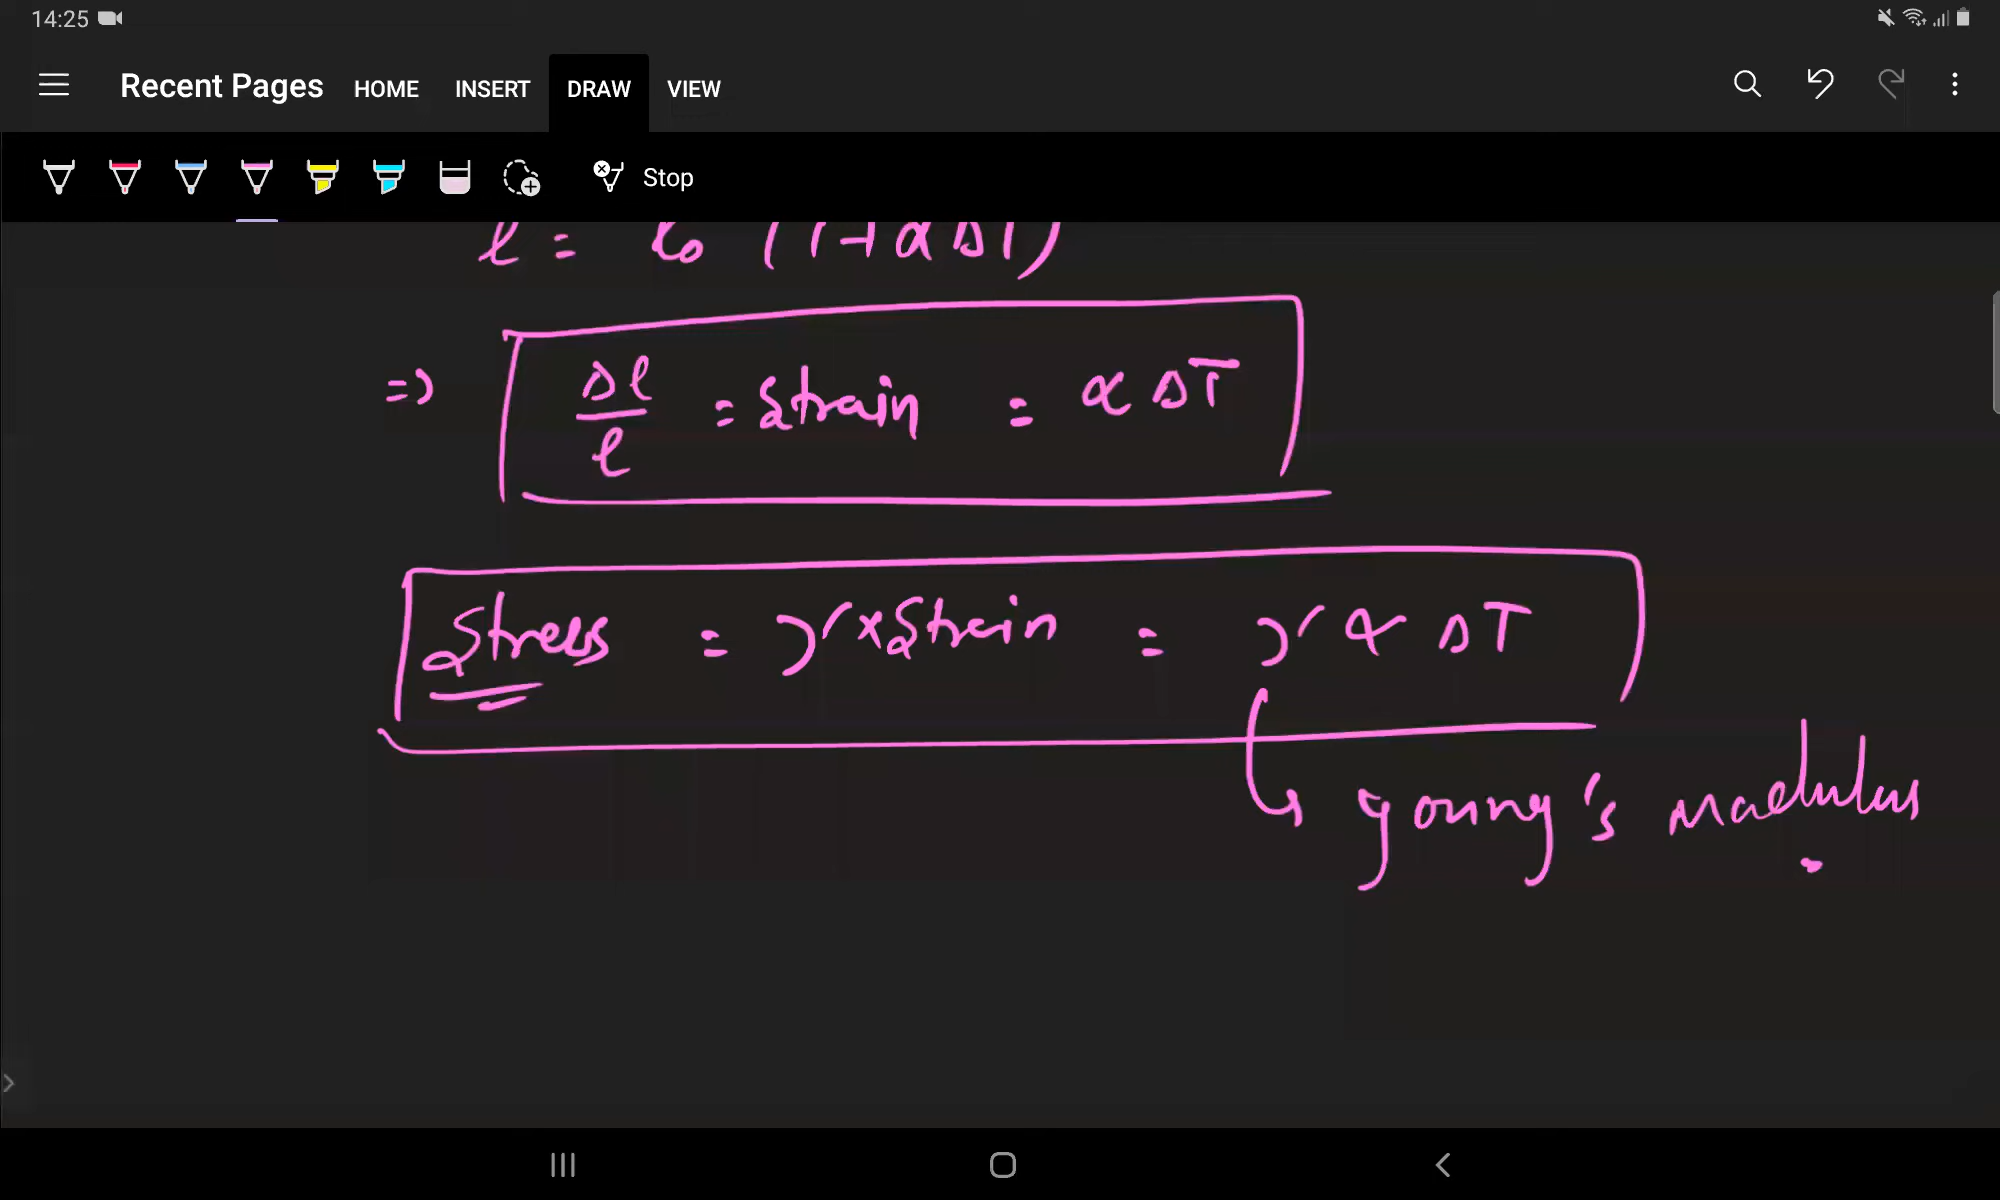 14:25
Recent Pages HOME INSERT DRAW VIEW
Stop
l = l₀ (1+αΔT)
=> Δl/l = Strain = αΔT
Stress = Y x Strain = Y α ΔT
young's modulus